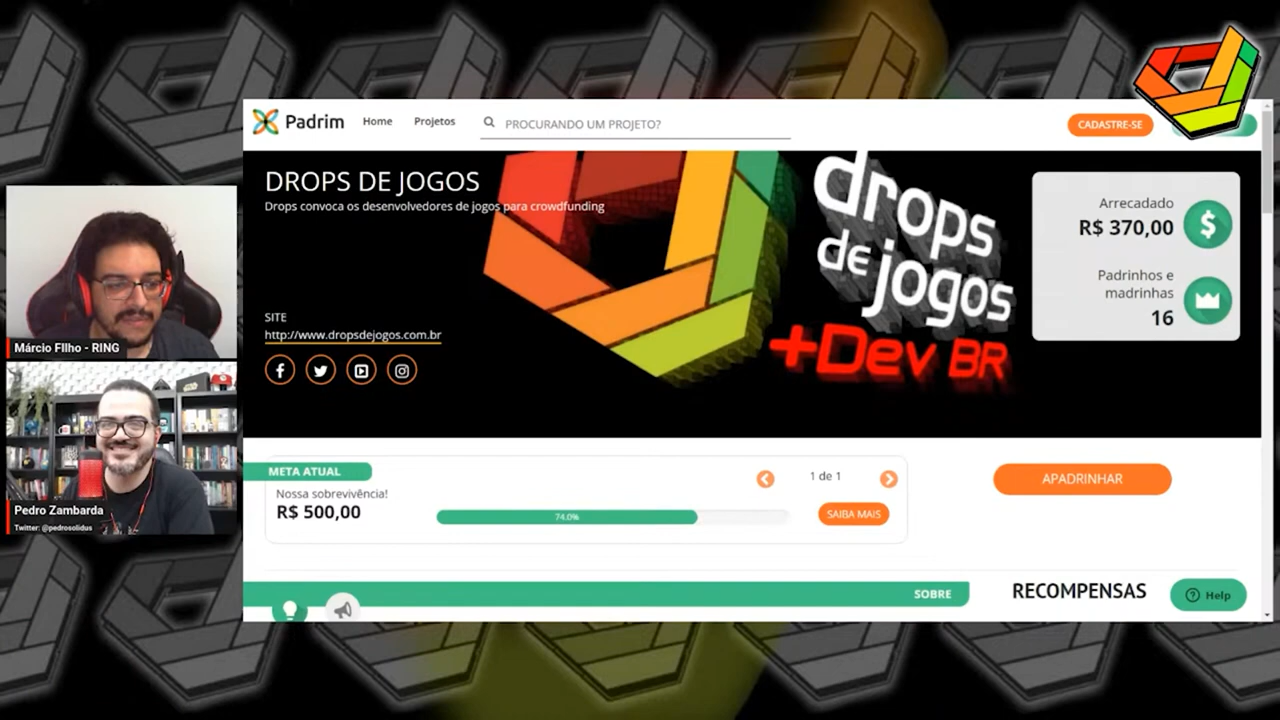 Padrim
Home
Projetos
PROCURANDO UM PROJETO?
CADASTRE-SE
DROPS DE JOGOS
Drops convoca os desenvolvedores de jogos para crowdfunding
SITE
http://www.dropsdejogos.com.br
drops
de jogos
+Dev BR
Arrecadado
R$ 370,00
Padrinhos e
madrinhas
16
Márcio FIlho - RING
Pedro Zambarda
Twitter: @pedrosolidus
META ATUAL
Nossa sobrevivência!
R$ 500,00
74.0%
1 de 1
SAIBA MAIS
APADRINHAR
SOBRE
RECOMPENSAS
Help